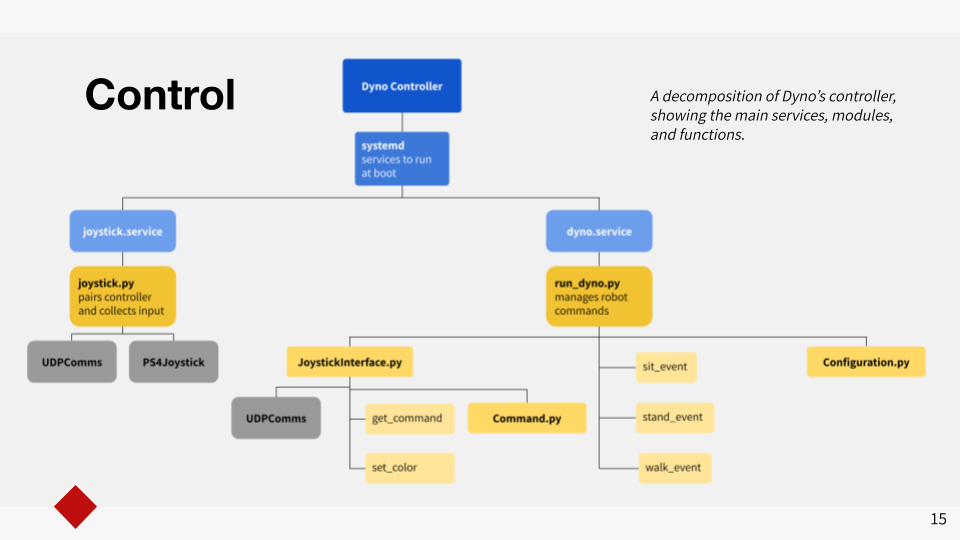 Control
Dyno Controller
A decomposition of Dyno's controller,
showing the main services, modules,
and functions.
systemd
services to run
at boot
joystick.service
dyno.service
joystick.py
pairs controller
and collects input
run_dyno.py
manages robot
commands
UDPComms
PS4Joystick
JoystickInterface.py
sit_event
Configuration.py
UDPComms
get_command
Command.py
stand_event
set_color
walk_event
15